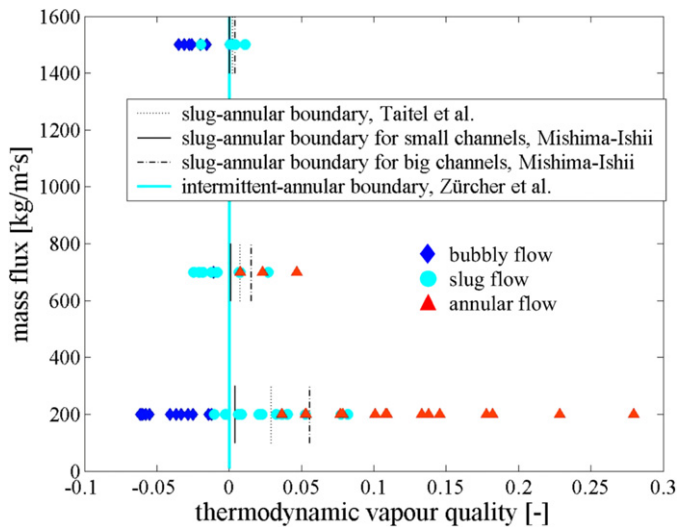 1600
1400
1200
1000
800
600
400
200
0
mass flux [kg/m²s]
slug-annular boundary, Taitel et al.
slug-annular boundary for small channels, Mishima-Ishii
slug-annular boundary for big channels, Mishima-Ishii
intermittent-annular boundary, Zürcher et al.
bubbly flow
slug flow
annular flow
-0.1 -0.05 0 0.05 0.1 0.15 0.2 0.25 0.3
thermodynamic vapour quality [-]